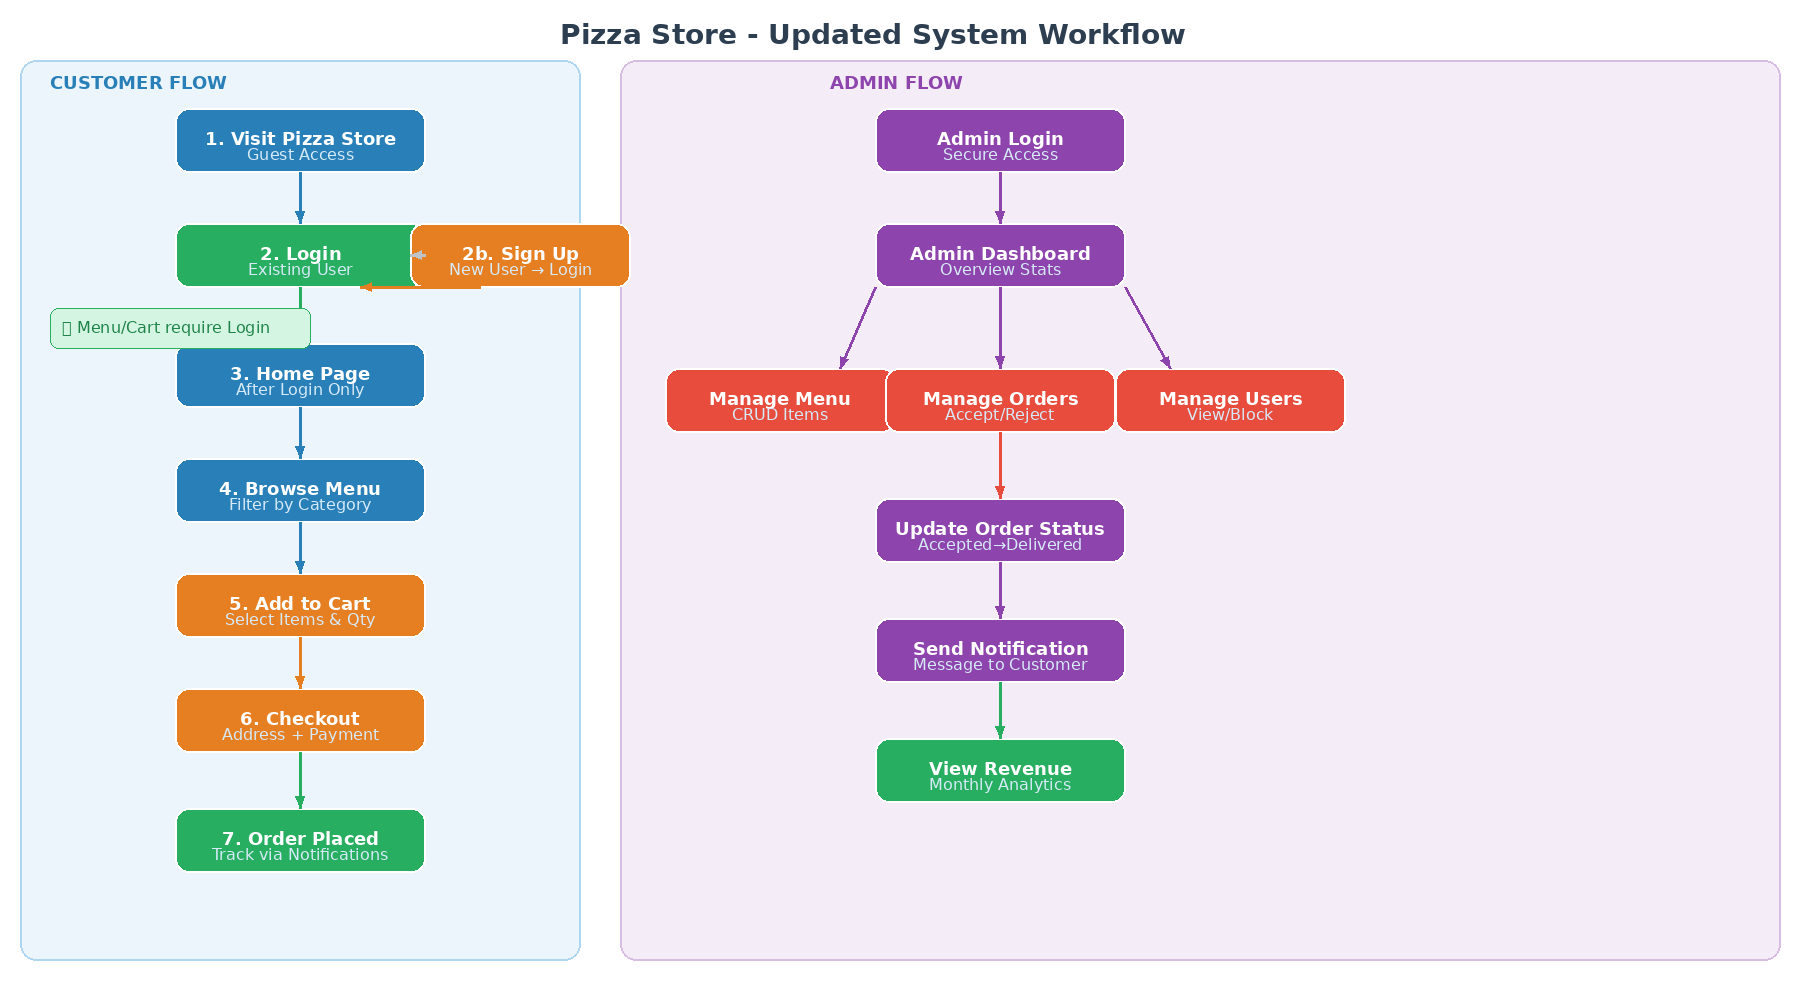 Pizza Store - Updated System Workflow
CUSTOMER FLOW
1. Visit Pizza Store
Guest Access
2. Login
Existing User
2b. Sign Up
New User → Login
Menu/Cart require Login
3. Home Page
After Login Only
4. Browse Menu
Filter by Category
5. Add to Cart
Select Items & Qty
6. Checkout
Address + Payment
7. Order Placed
Track via Notifications
ADMIN FLOW
Admin Login
Secure Access
Admin Dashboard
Overview Stats
Manage Menu
CRUD Items
Manage Orders
Accept/Reject
Manage Users
View/Block
Update Order Status
Accepted→Delivered
Send Notification
Message to Customer
View Revenue
Monthly Analytics